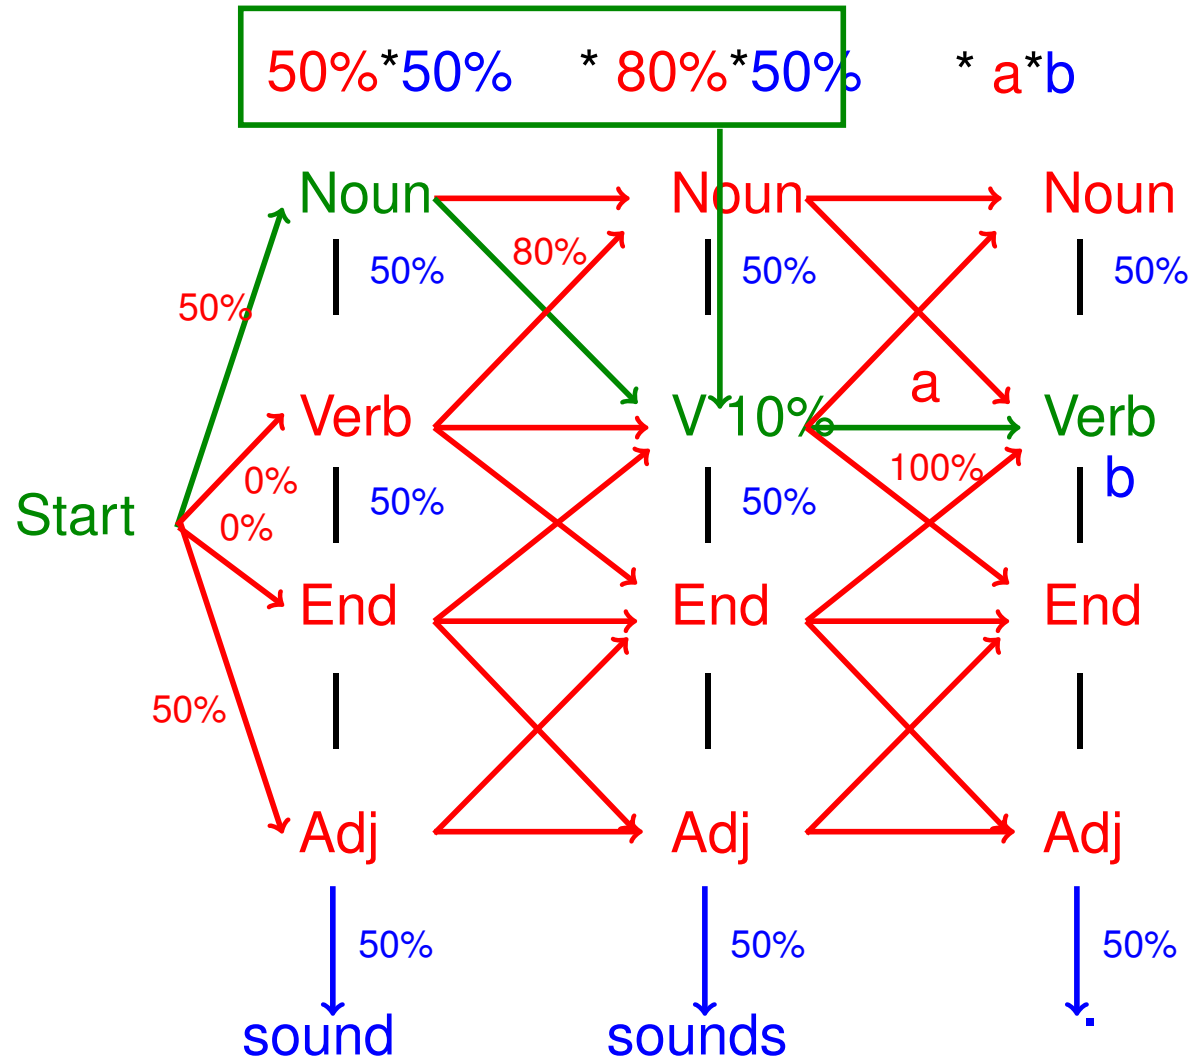 50%*50% * 80%*50% * a*b
Noun Noun Noun
80%
50% 50% 50%
50%
a
Verb V 10% Verb
100%
0% b
50% 50%
Start 0%
End End End
50%
Adj Adj Adj
50% 50% 50%
sound sounds .